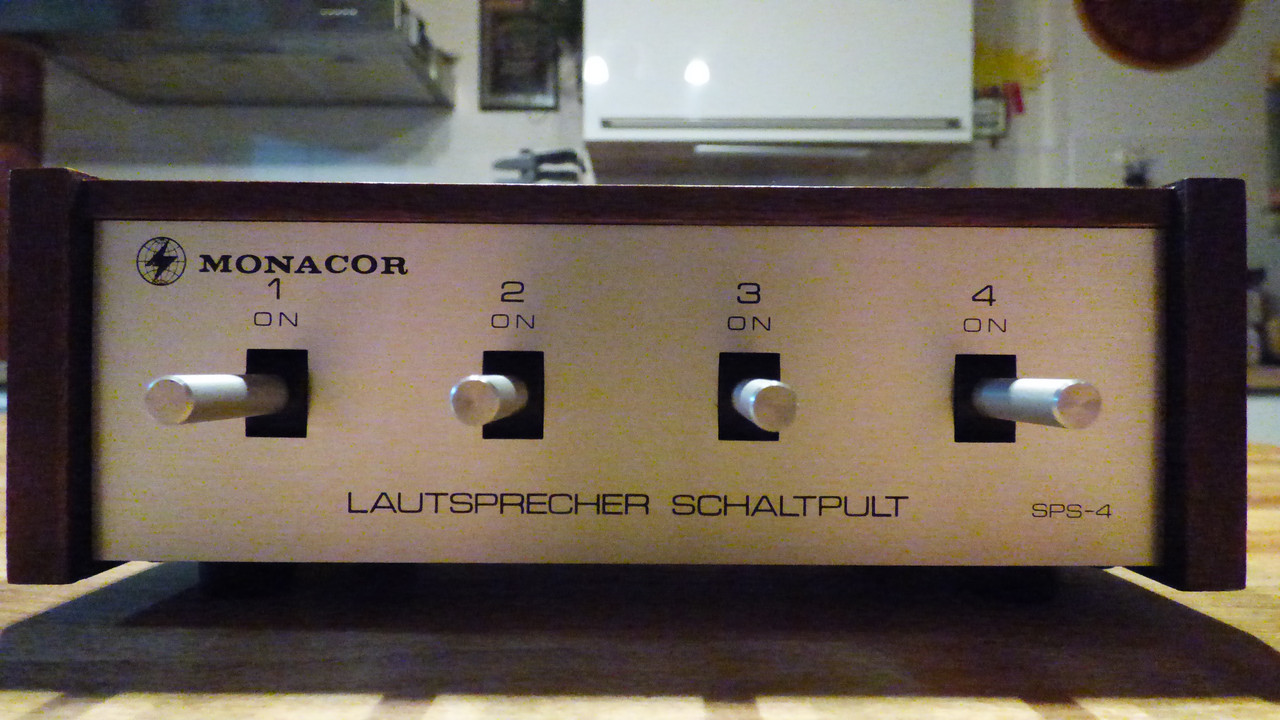 MONACOR
1 2 3 4
ON ON ON ON
LAUTSPRECHER SCHALTPULT SPS-4